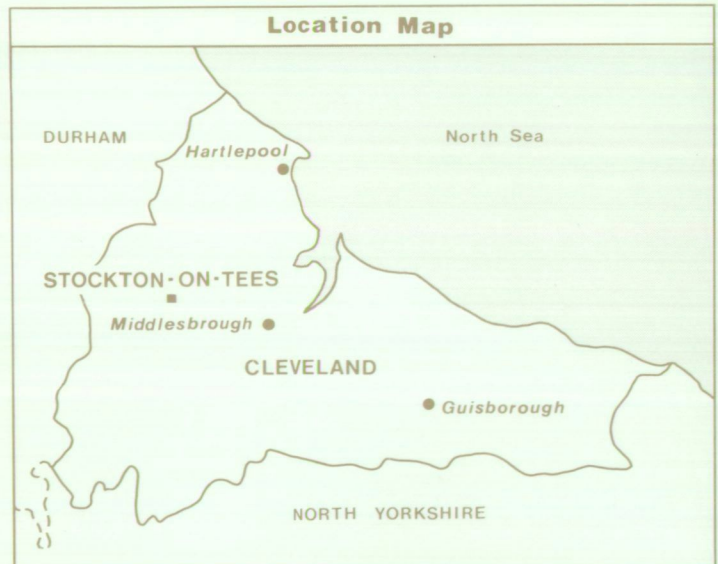 Location Map
DURHAM
North Sea
Hartlepool
STOCKTON-ON-TEES
Middlesbrough
CLEVELAND
Guisborough
NORTH YORKSHIRE